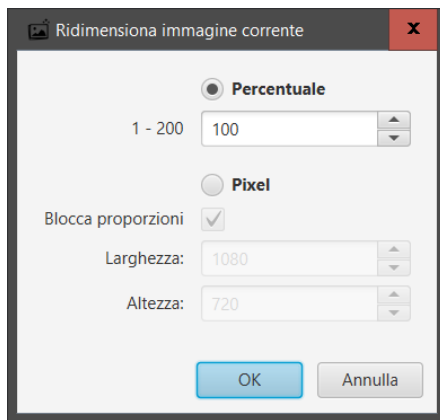 Ridimensiona immagine corrente
x
Percentuale
1 - 200 100
Pixel
Blocca proporzioni
Larghezza: 1080
Altezza: 720
OK Annulla